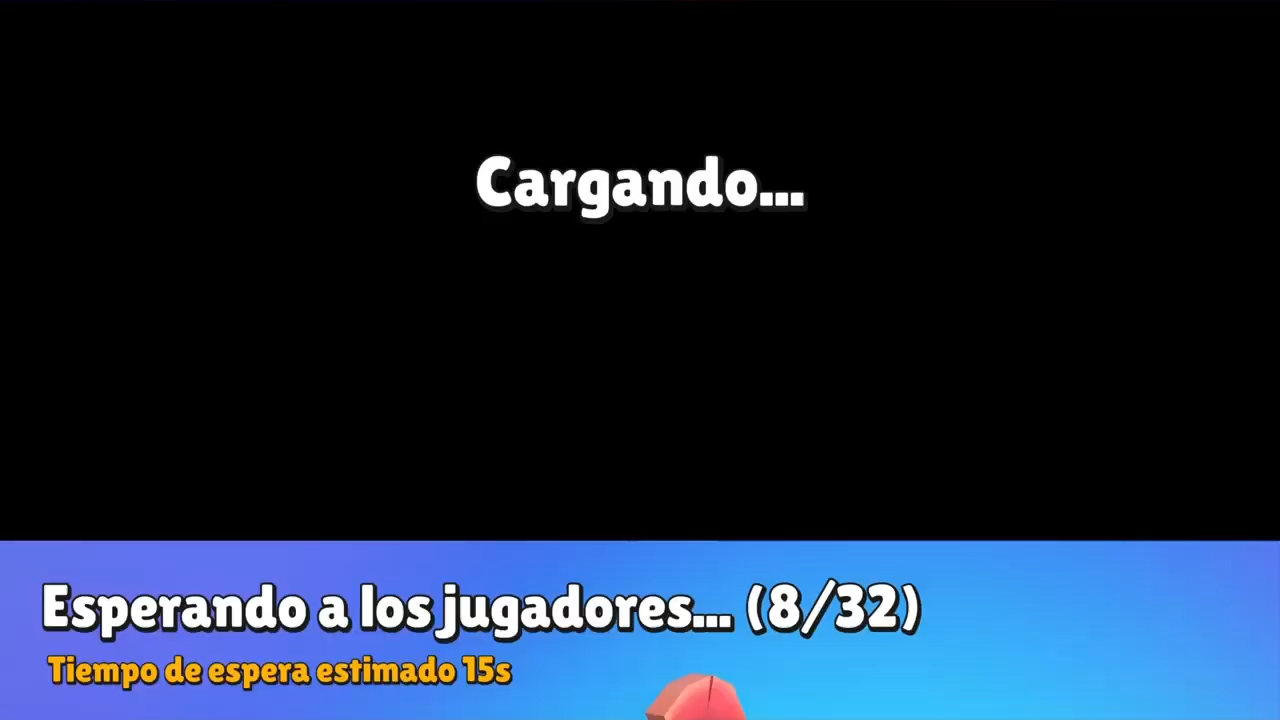 Cargando...
Esperando a los jugadores... (8/32)
Tiempo de espera estimado 15s